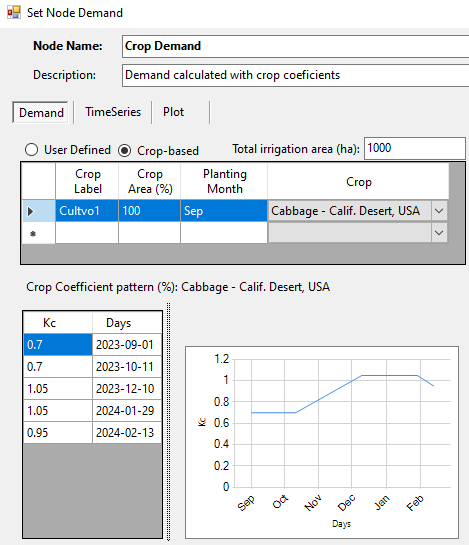 Set Node Demand
Node Name: Crop Demand
Description: Demand calculated with crop coeficients
Demand TimeSeries Plot
User Defined Crop-based Total irrigation area (ha): 1000
Crop Label Crop Area (%) Planting Month Crop
Cultvo1 100 Sep Cabbage - Calif. Desert, USA
Crop Coefficient pattern (%): Cabbage - Calif. Desert, USA
Kc Days
0.7 2023-09-01
0.7 2023-10-11
1.05 2023-12-10
1.05 2024-01-29
0.95 2024-02-13
1.2
1
0.8
0.6
0.4
0.2
0
Kc
Sep Oct Nov Dec Jan Feb
Days